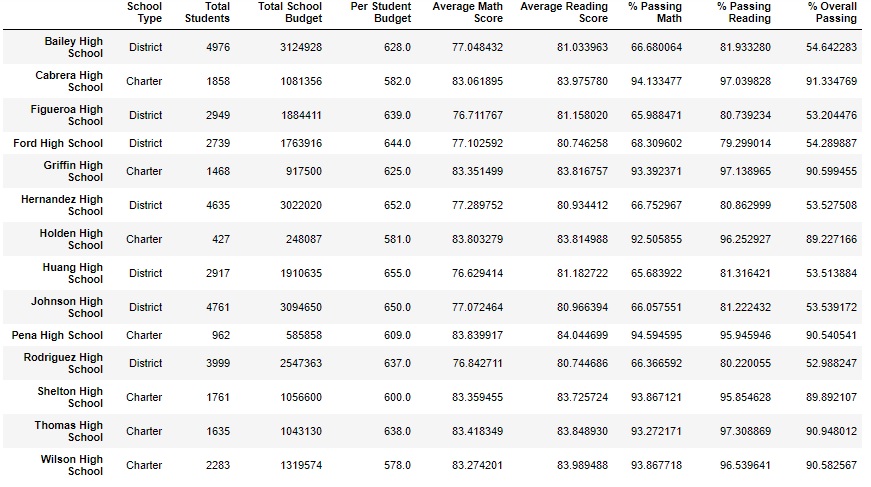 School Type Total Students Total School Budget Per Student Budget Average Math Score Average Reading Score % Passing Math % Passing Reading % Overall Passing
Bailey High School District 4976 3124928 628.0 77.048432 81.033963 66.680064 81.933280 54.642283
Cabrera High School Charter 1858 1081356 582.0 83.061895 83.975780 94.133477 97.039828 91.334769
Figueroa High School District 2949 1884411 639.0 76.711767 81.158020 65.988471 80.739234 53.204476
Ford High School District 2739 1763916 644.0 77.102592 80.746258 68.309602 79.299014 54.289887
Griffin High School Charter 1468 917500 625.0 83.351499 83.816757 93.392371 97.138965 90.599455
Hernandez High School District 4635 3022020 652.0 77.289752 80.934412 66.752967 80.862999 53.527508
Holden High School Charter 427 248087 581.0 83.803279 83.814988 92.505855 96.252927 89.227166
Huang High School District 2917 1910635 655.0 76.629414 81.182722 65.683922 81.316421 53.513884
Johnson High School District 4761 3094650 650.0 77.072464 80.966394 66.057551 81.222432 53.539172
Pena High School Charter 962 585858 609.0 83.839917 84.044699 94.594595 95.945946 90.540541
Rodriguez High School District 3999 2547363 637.0 76.842711 80.744686 66.366592 80.220055 52.988247
Shelton High School Charter 1761 1056600 600.0 83.359455 83.725724 93.867121 95.854628 89.892107
Thomas High School Charter 1635 1043130 638.0 83.418349 83.848930 93.272171 97.308869 90.948012
Wilson High School Charter 2283 1319574 578.0 83.274201 83.989488 93.867718 96.539641 90.582567